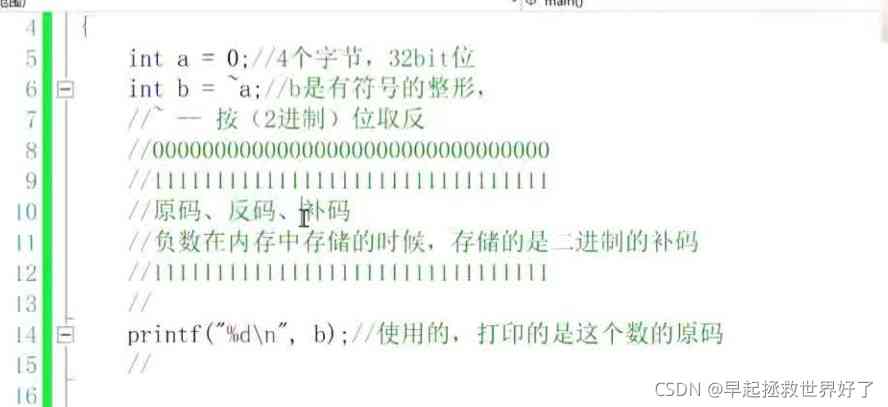 main()
4 {
5 int a = 0;//4个字节，32bit位
6 int b = ~a;//b是有符号的整形，
7 //~ -- 按（2进制）位取反
8 //00000000000000000000000000000000
9 //11111111111111111111111111111111
10 //原码、反码、补码
11 //负数在内存中存储的时候，存储的是二进制的补码
12 //11111111111111111111111111111111
13 //
14 printf("%d\n", b);//使用的，打印的是这个数的原码
15 //
16
CSDN @早起拯救世界好了